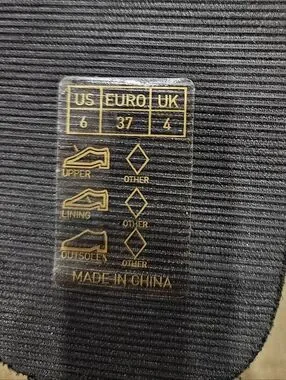 US EURO UK
6 37 4
UPPER OTHER
LINING OTHER
OUTSOLE OTHER
MADE IN CHINA